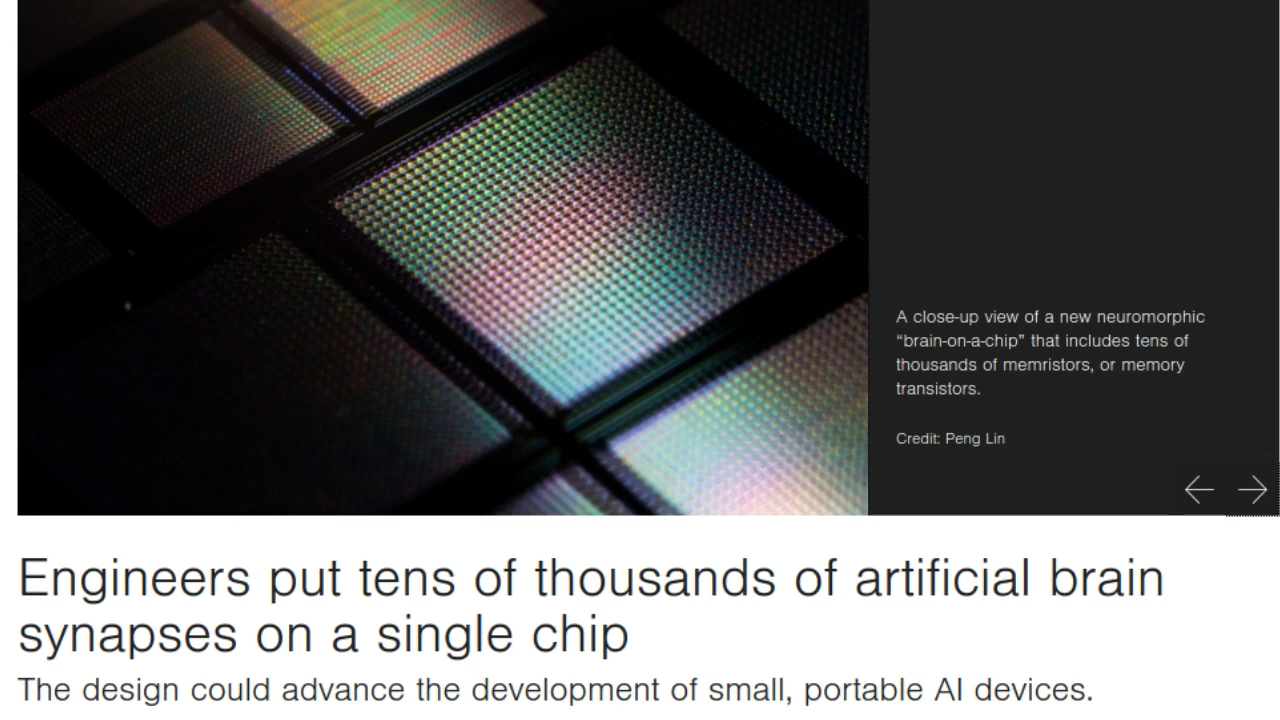 A close-up view of a new neuromorphic
“brain-on-a-chip” that includes tens of
thousands of memristors, or memory
transistors.
Credit: Peng Lin
Engineers put tens of thousands of artificial brain
synapses on a single chip
The design could advance the development of small, portable AI devices.